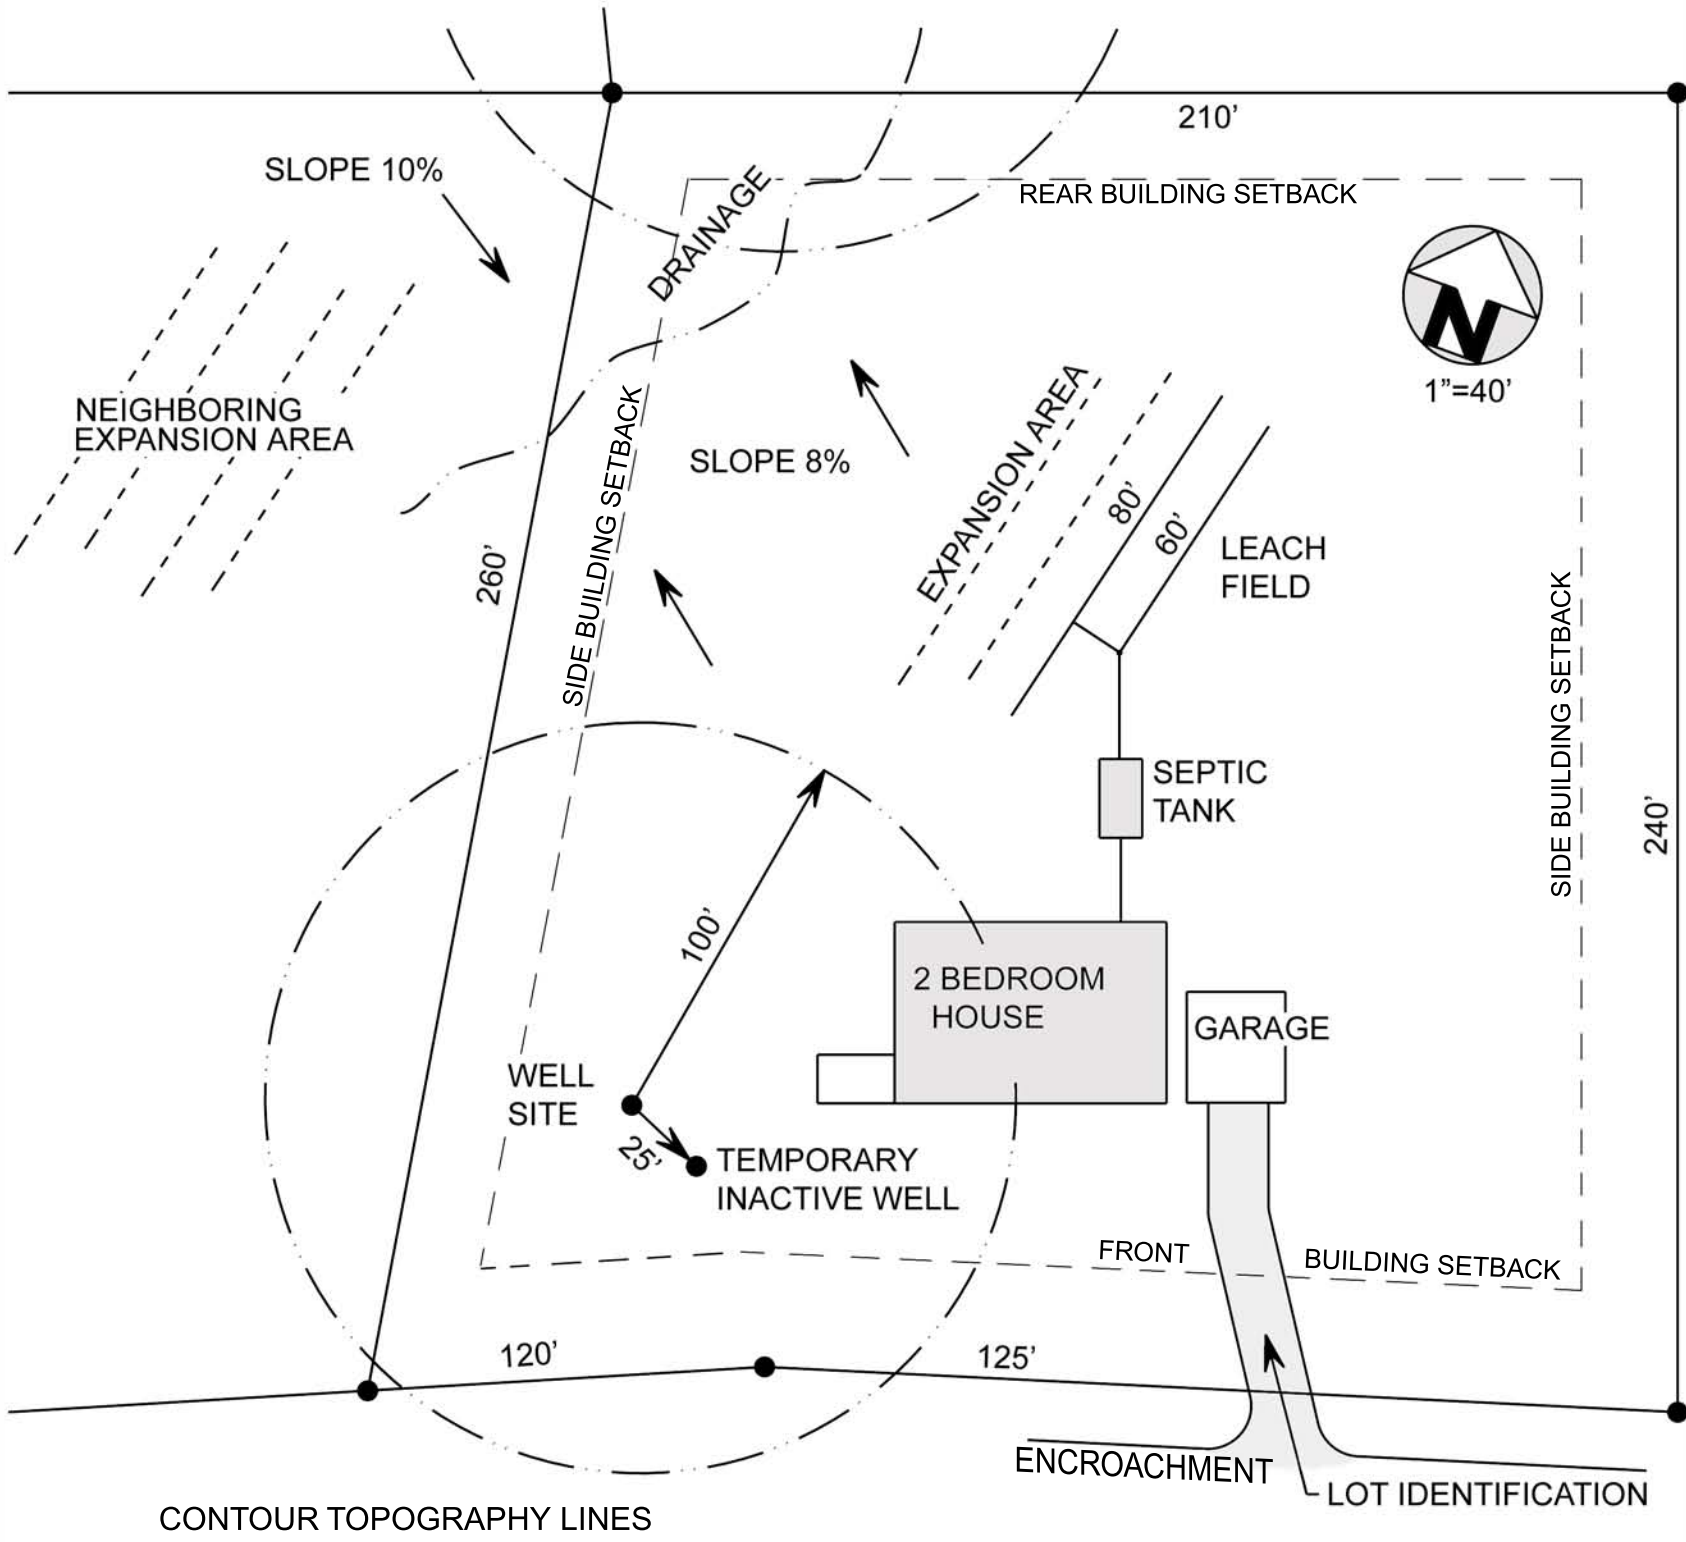 210’
SLOPE 10%
DRAINAGE
REAR BUILDING SETBACK
N
1”=40’
NEIGHBORING
EXPANSION AREA
SLOPE 8%
SIDE BUILDING SETBACK
EXPANSION AREA
80’
60’
LEACH
FIELD
260’
SIDE BUILDING SETBACK
SEPTIC
TANK
240’
100’
2 BEDROOM
HOUSE
GARAGE
WELL
SITE
25’
TEMPORARY
INACTIVE WELL
FRONT
BUILDING SETBACK
120’
125’
ENCROACHMENT
LOT IDENTIFICATION
CONTOUR TOPOGRAPHY LINES